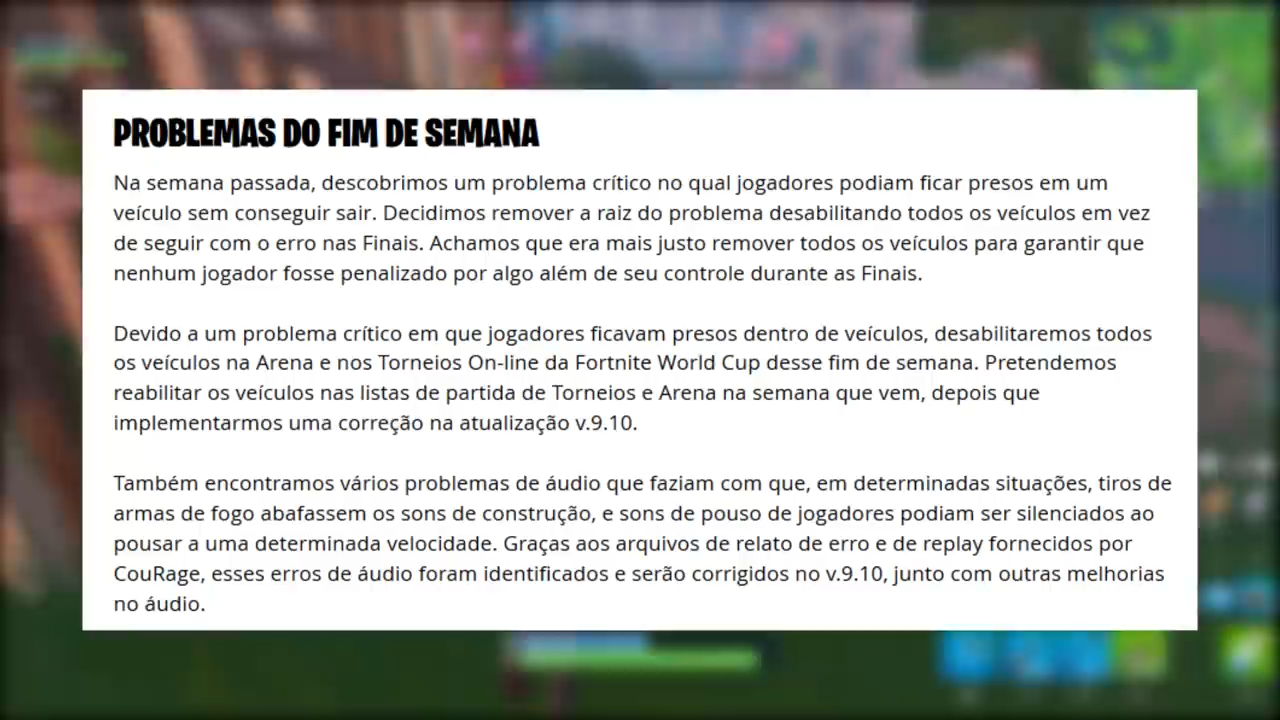 PROBLEMAS DO FIM DE SEMANA
Na semana passada, descobrimos um problema crítico no qual jogadores podiam ficar presos em um
veículo sem conseguir sair. Decidimos remover a raiz do problema desabilitando todos os veículos em vez
de seguir com o erro nas Finais. Achamos que era mais justo remover todos os veículos para garantir que
nenhum jogador fosse penalizado por algo além de seu controle durante as Finais.
Devido a um problema crítico em que jogadores ficavam presos dentro de veículos, desabilitaremos todos
os veículos na Arena e nos Torneios On-line da Fortnite World Cup desse fim de semana. Pretendemos
reabilitar os veículos nas listas de partida de Torneios e Arena na semana que vem, depois que
implementarmos uma correção na atualização v.9.10.
Também encontramos vários problemas de áudio que faziam com que, em determinadas situações, tiros de
armas de fogo abafassem os sons de construção, e sons de pouso de jogadores podiam ser silenciados ao
pousar a uma determinada velocidade. Graças aos arquivos de relato de erro e de replay fornecidos por
CouRage, esses erros de áudio foram identificados e serão corrigidos no v.9.10, junto com outras melhorias
no áudio.